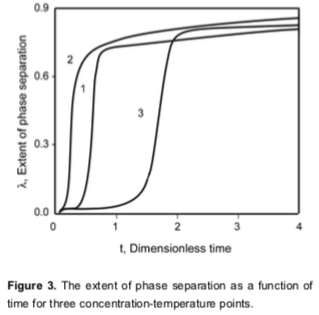 0.9
2
0.6
1
3
0.3
0.0
0 1 2 3 4
λ, Extent of phase separation
t, Dimensionless time
Figure 3. The extent of phase separation as a function of
time for three concentration-temperature points.